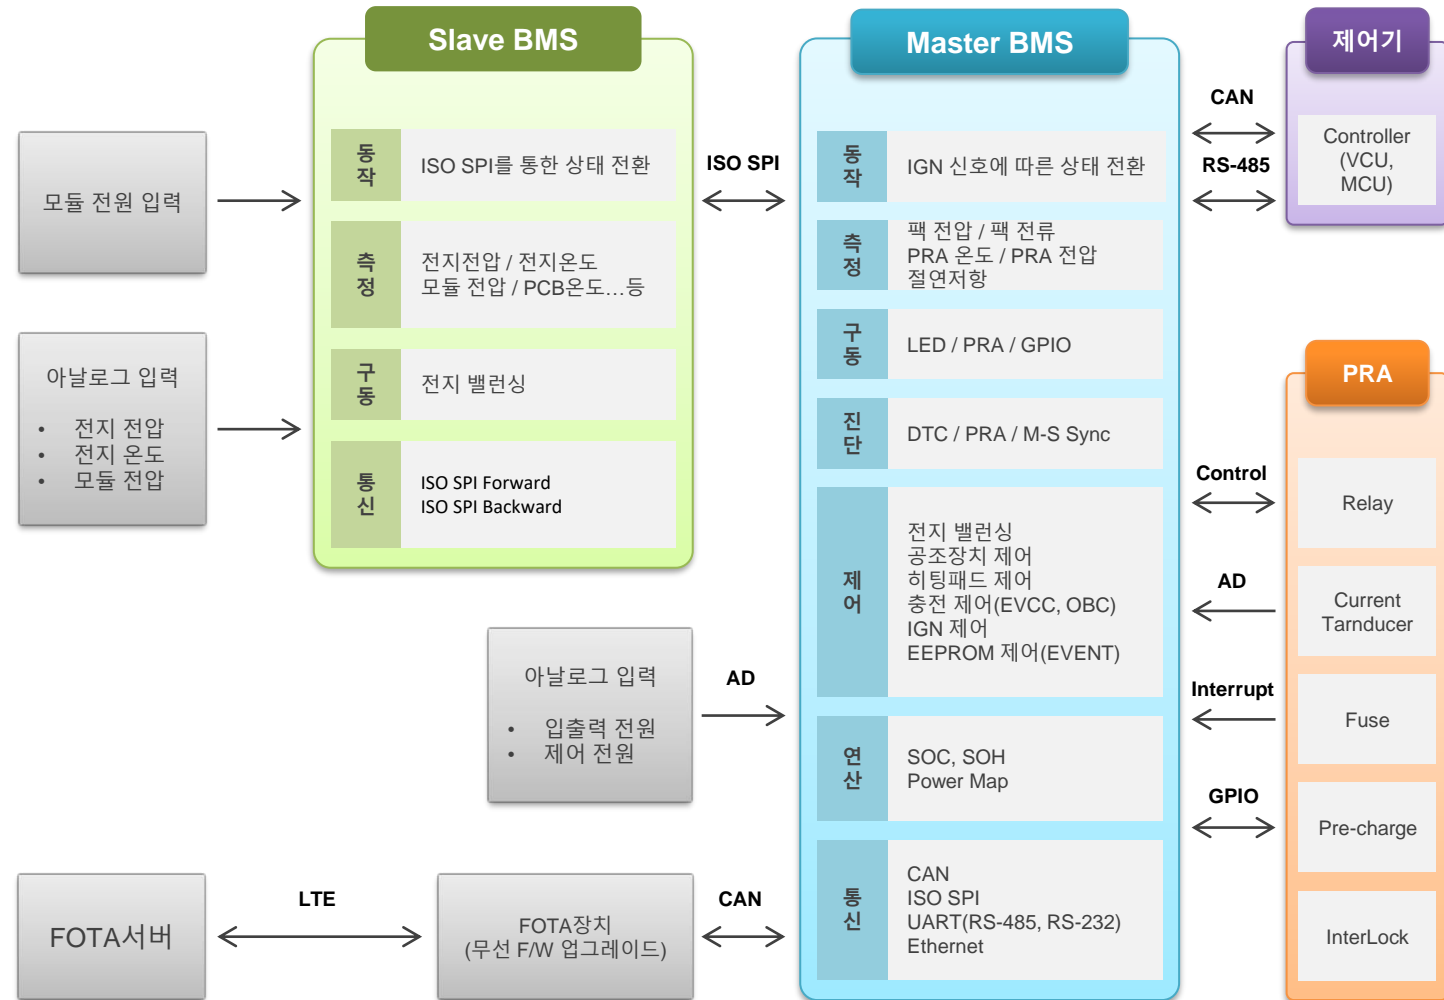 Slave BMS
Master BMS
제어기
모듈 전원 입력
아날로그 입력
• 전지 전압
• 전지 온도
• 모듈 전압
동작
ISO SPI를 통한 상태 전환
측정
전지전압 / 전지온도
모듈 전압 / PCB온도…등
구동
전지 밸런싱
통신
ISO SPI Forward
ISO SPI Backward
ISO SPI
동작
IGN 신호에 따른 상태 전환
측정
팩 전압 / 팩 전류
PRA 온도 / PRA 전압
절연저항
구동
LED / PRA / GPIO
진단
DTC / PRA / M-S Sync
제어
전지 밸런싱
공조장치 제어
히팅패드 제어
충전 제어(EVCC, OBC)
IGN 제어
EEPROM 제어(EVENT)
연산
SOC, SOH
Power Map
통신
CAN
ISO SPI
UART(RS-485, RS-232)
Ethernet
CAN
RS-485
Controller
(VCU,
MCU)
PRA
Control
Relay
AD
Current
Tarnducer
Interrupt
Fuse
GPIO
Pre-charge
InterLock
아날로그 입력
• 입출력 전원
• 제어 전원
AD
FOTA서버
LTE
FOTA장치
(무선 F/W 업그레이드)
CAN